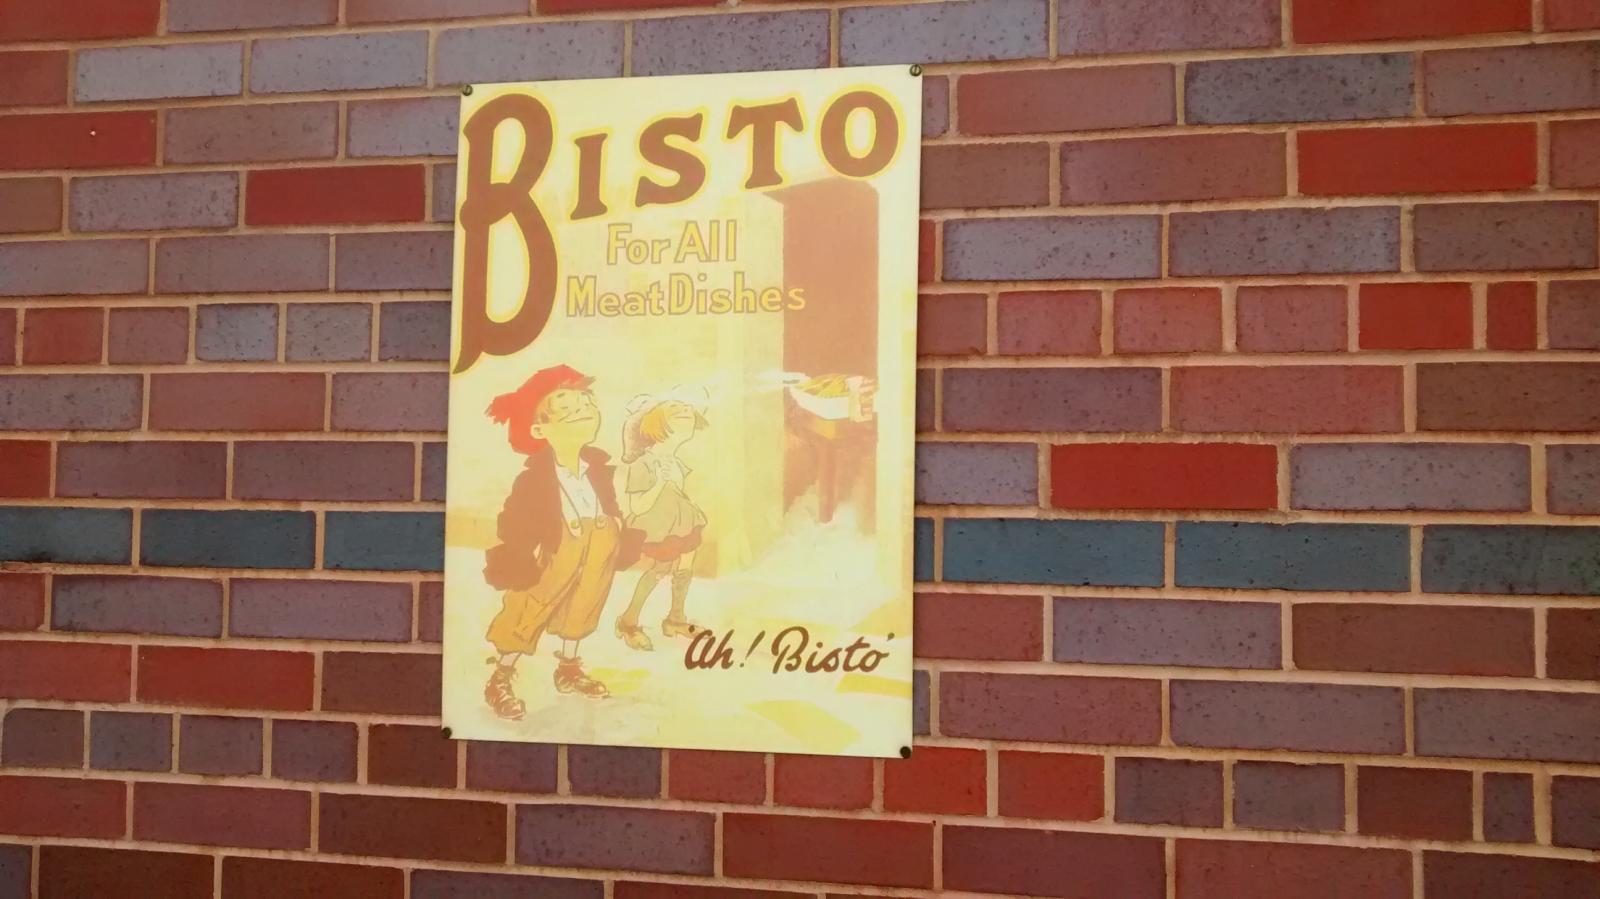 BISTO
For All
Meat Dishes
'Ah! Bisto'